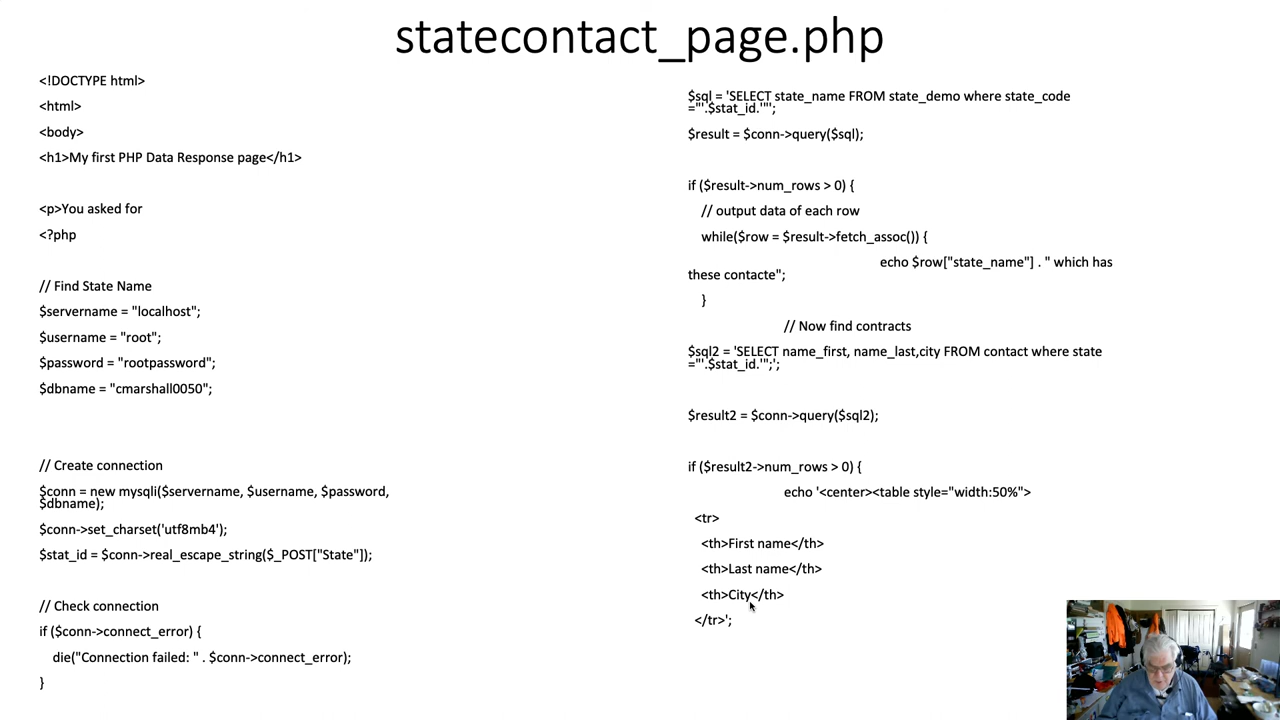 statecontact_page.php
<!DOCTYPE html>
<html>
<body>
<h1>My first PHP Data Response page</h1>
<p>You asked for
<?php
// Find State Name
$servername = "localhost";
$username = "root";
$password = "rootpassword";
$dbname = "cmarshall0050";
// Create connection
$conn = new mysqli($servername, $username, $password,
$dbname);
$conn->set_charset('utf8mb4');
$stat_id = $conn->real_escape_string($_POST["State"]);
// Check connection
if ($conn->connect_error) {
die("Connection failed: " . $conn->connect_error);
}
$sql = 'SELECT state_name FROM state_demo where state_code
="'.$stat_id.'"';
$result = $conn->query($sql);
if ($result->num_rows > 0) {
// output data of each row
while($row = $result->fetch_assoc()) {
echo $row["state_name"] . " which has
these contacte";
}
// Now find contracts
$sql2 = 'SELECT name_first, name_last,city FROM contact where state
="'.$stat_id.'";';
$result2 = $conn->query($sql2);
if ($result2->num_rows > 0) {
echo '<center><table style="width:50%">
<tr>
<th>First name</th>
<th>Last name</th>
<th>City</th>
</tr>';